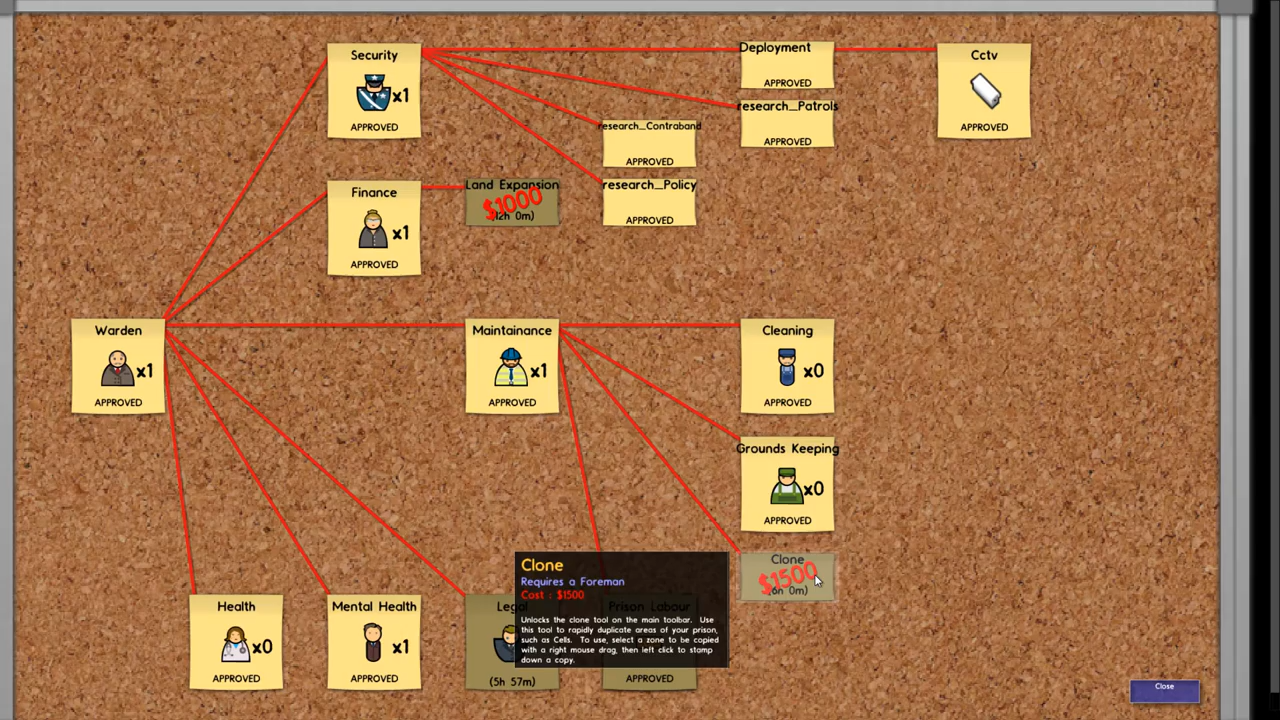 Security
x1
APPROVED
Deployment
APPROVED
Cctv
APPROVED
research_Patrols
APPROVED
research_Contraband
APPROVED
Finance
x1
APPROVED
Land Expansion
$1000
(12h 0m)
research_Policy
APPROVED
Warden
x1
APPROVED
Maintainance
x1
APPROVED
Cleaning
x0
APPROVED
Grounds Keeping
x0
APPROVED
Clone
$1500
(6h 0m)
Clone
Requires a Foreman
Cost : $1500
Unlocks the clone tool on the main toolbar. Use
this tool to rapidly duplicate areas of your prison,
such as Cells. To use, select a zone to be copied
with a right mouse drag, then left click to stamp
down a copy.
Health
x0
APPROVED
Mental Health
x1
APPROVED
Legal
(5h 57m)
Prison Labour
APPROVED
Close